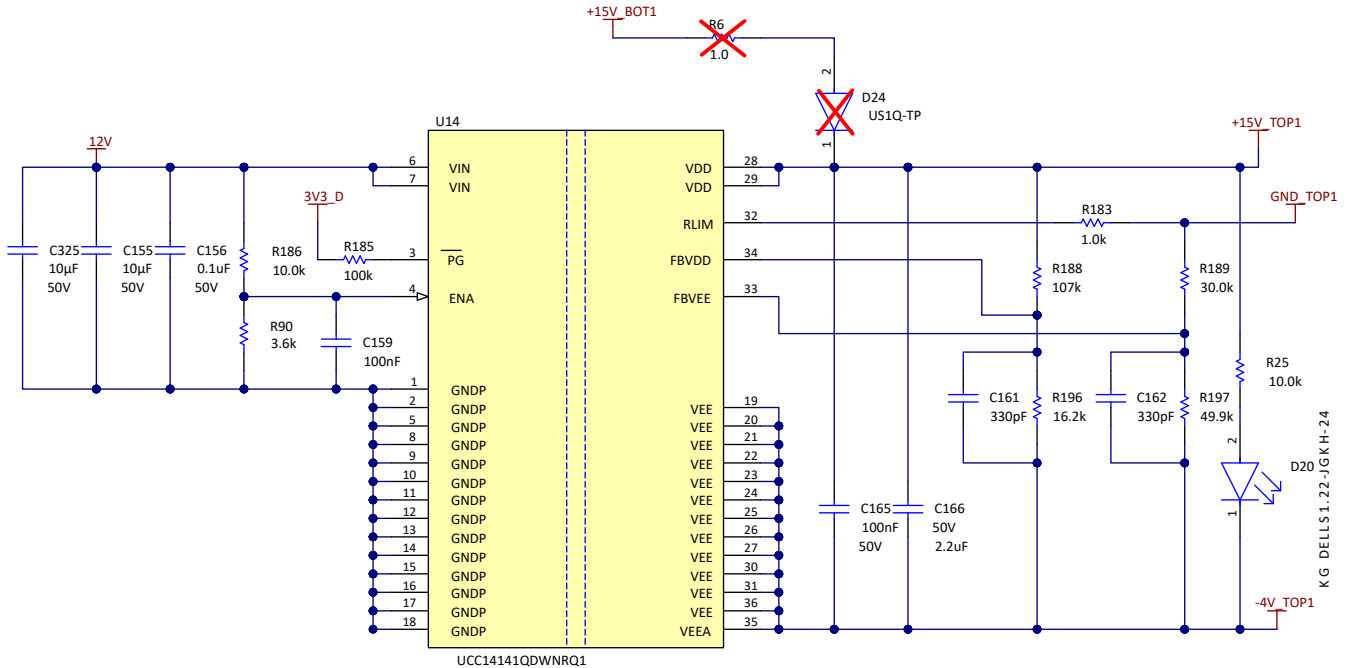 +15V_BOT1
R6
1.0
2
D24
US1Q-TP
1
U14
+15V_TOP1
12V
6
VIN
VDD
28
7
VIN
VDD
29
GND_TOP1
3V3_D
RLIM
32
R183
1.0k
C325
10µF
50V
C155
10µF
50V
C156
0.1uF
50V
R186
10.0k
R185
100k
3
PG
FBVDD
34
R188
107k
R189
30.0k
4
ENA
FBVEE
33
R90
3.6k
C159
100nF
R25
10.0k
1
GNDP
2
GNDP
5
GNDP
8
GNDP
9
GNDP
10
GNDP
11
GNDP
12
GNDP
13
GNDP
14
GNDP
15
GNDP
16
GNDP
17
GNDP
18
GNDP
VEE
19
VEE
20
VEE
21
VEE
22
VEE
23
VEE
24
VEE
25
VEE
26
VEE
27
VEE
30
VEE
31
VEE
36
VEEA
35
C161
330pF
R196
16.2k
C162
330pF
R197
49.9k
2
D20
1
KG DELLS1.22-JGKH-24
C165
100nF
50V
C166
50V
2.2uF
-4V_TOP1
UCC14141QDWNRQ1